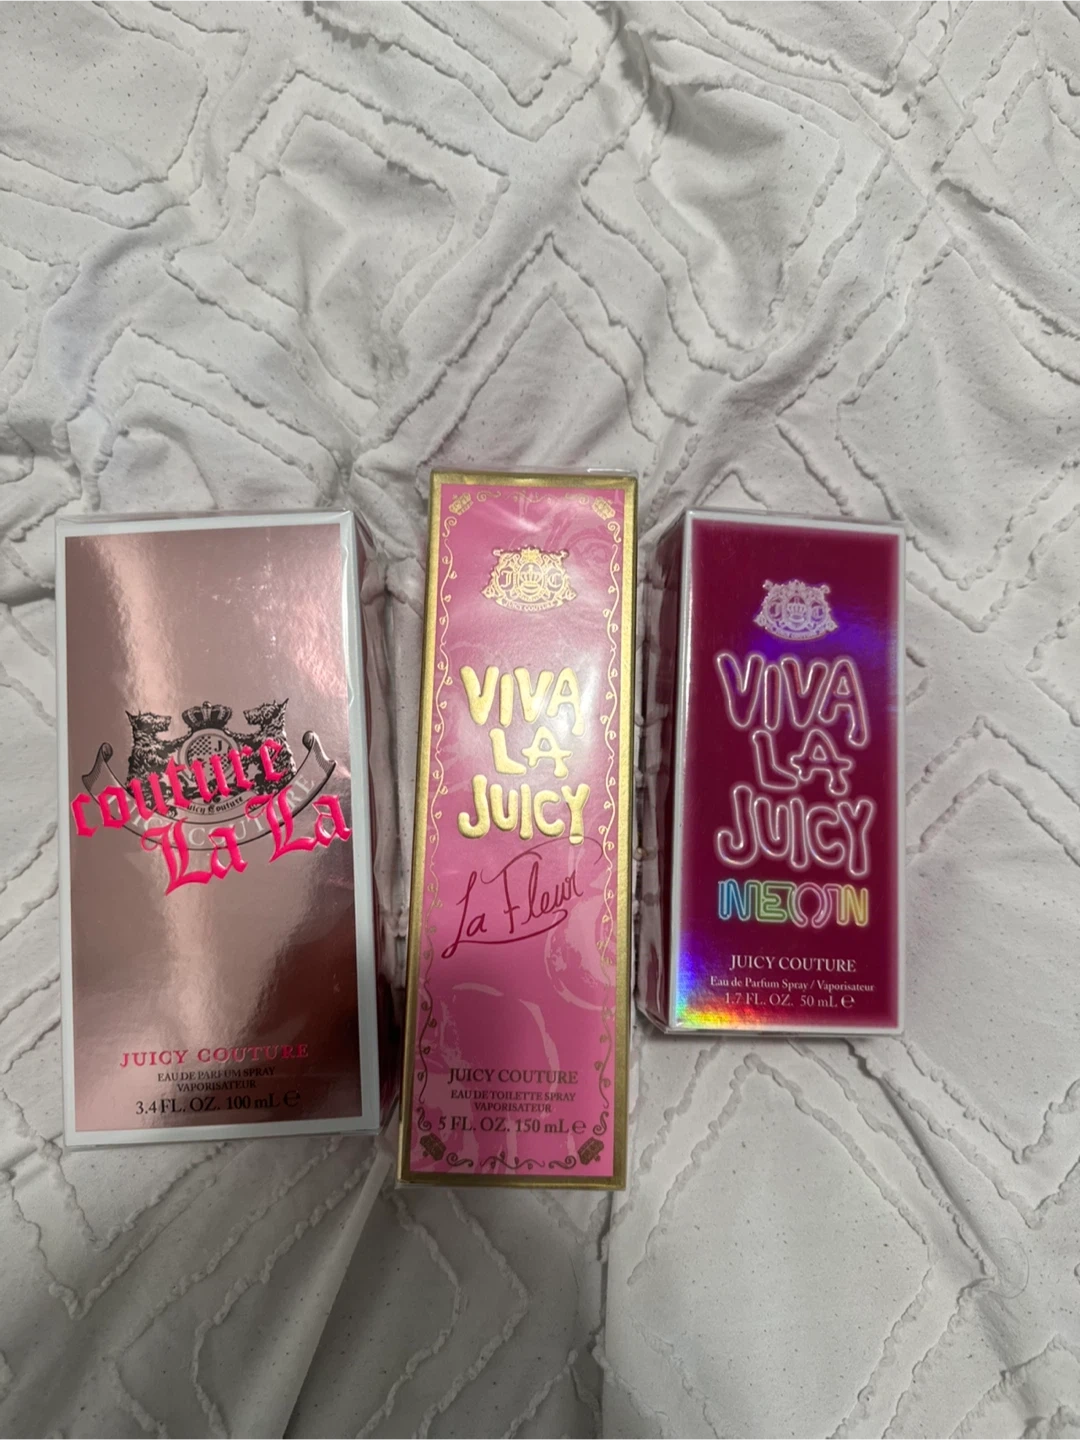 couture
La La
JUICY COUTURE
EAU DE PARFUM SPRAY
VAPORISATEUR
3.4 FL. OZ. 100 mL ℮
J C
JUICY COUTURE
VIVA
LA
JUICY
La Fleur
JUICY COUTURE
EAU DE TOILETTE SPRAY
VAPORISATEUR
5 FL. OZ. 150 mL ℮
J C
VIVA
LA
JUICY
NEON
JUICY COUTURE
Eau de Parfum Spray / Vaporisateur
1.7 FL. OZ. 50 mL ℮